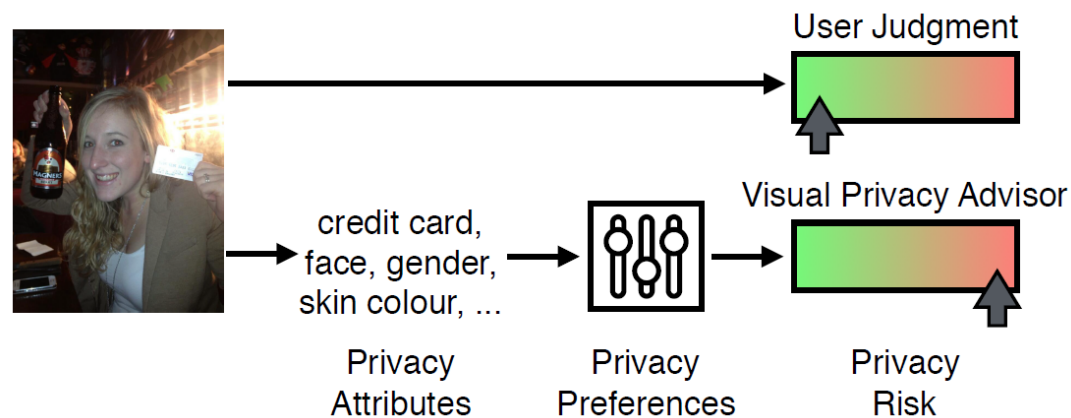 User Judgment
MAGNERS
Visual Privacy Advisor
credit card,
face, gender,
skin colour, ...
Privacy
Attributes
Privacy
Preferences
Privacy
Risk